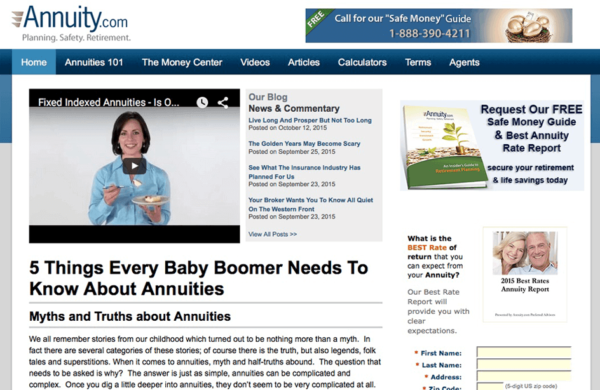 Annuity.com
Planning. Safety. Retirement.
FREE
Call for our "Safe Money" Guide
1-888-390-4211
Home Annuities 101 The Money Center Videos Articles Calculators Terms Agents
Fixed Indexed Annuities - Is O...
Our Blog
News & Commentary
Live Long And Prosper But Not Too Long
Posted on October 12, 2015
The Golden Years May Become Scary
Posted on September 25, 2015
See What The Insurance Industry Has
Planned For Us
Posted on September 23, 2015
Your Broker Wants You To Know All Quiet
On The Western Front
Posted on September 23, 2015
View All Posts >>
Annuity.com
Request Our FREE
Safe Money Guide
& Best Annuity
Rate Report
secure your retirement
& life savings today
What is the
BEST Rate of
return that you
can expect from
your Annuity?
Our Best Rate
Report will
provide you with
clear
expectations.
2015 Best Rates
Annuity Report
* First Name:
* Last Name:
* Address:
* Zip Code:
(5-digit US zip code)
5 Things Every Baby Boomer Needs To
Know About Annuities
Myths and Truths about Annuities
We all remember stories from our childhood which turned out to be nothing more than a myth. In
fact there are several categories of these stories; of course there is the truth, but also legends, folk
tales and superstitions. When it comes to annuities, myth and half-truths abound. The question that
needs to be asked is why? The answer is just as simple, annuities can be complicated and
complex. Once you dig a little deeper into annuities, they don't seem to be very complicated at all.